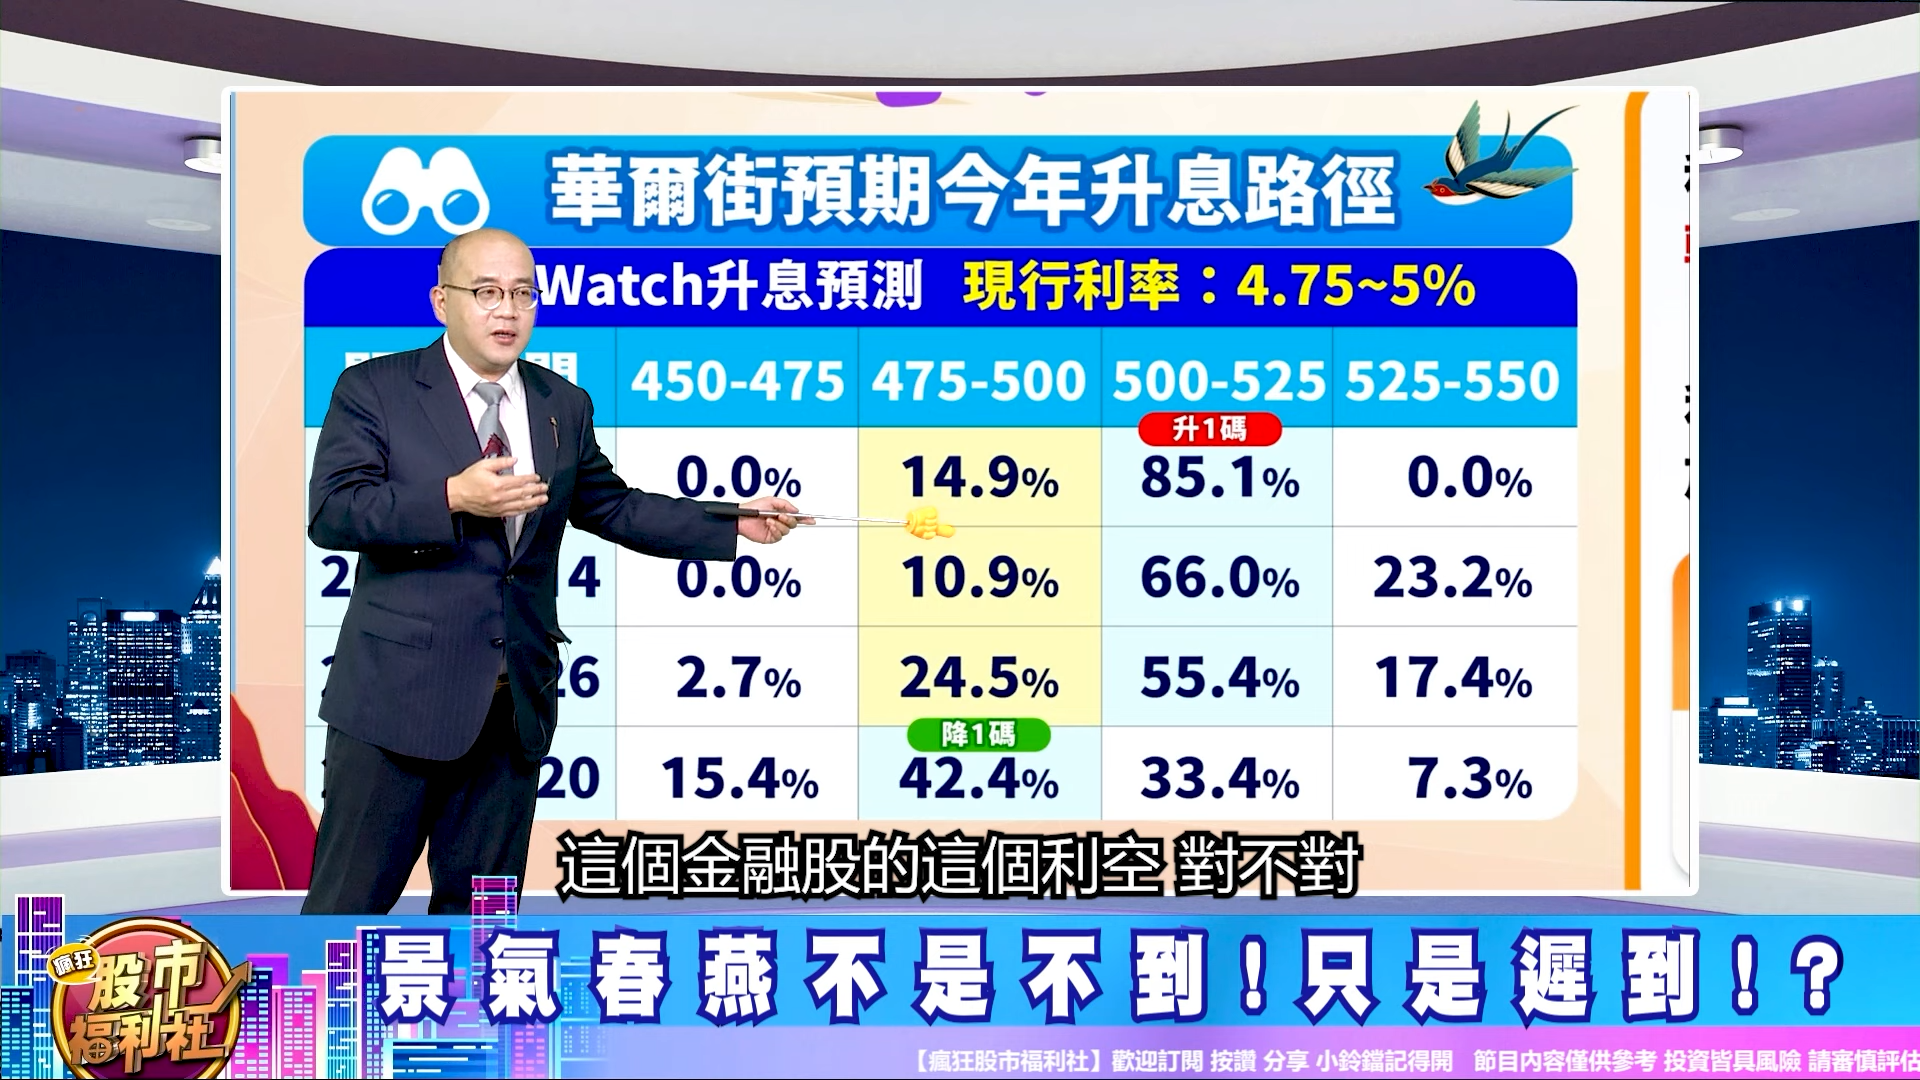 華爾街預期今年升息路徑
Watch升息預測 現行利率：4.75~5%
450-475 475-500 500-525 525-550
升1碼
0.0% 14.9% 85.1% 0.0%
2 14 0.0% 10.9% 66.0% 23.2%
26 2.7% 24.5% 55.4% 17.4%
降1碼
20 15.4% 42.4% 33.4% 7.3%
這個金融股的這個利空 對不對
景氣春燕不是不到！只是遲到！？
瘋狂
股市
福利社
【瘋狂股市福利社】歡迎訂閱 按讚 分享 小鈴鐺記得開 節目內容僅供參考 投資皆具風險 請審慎評估